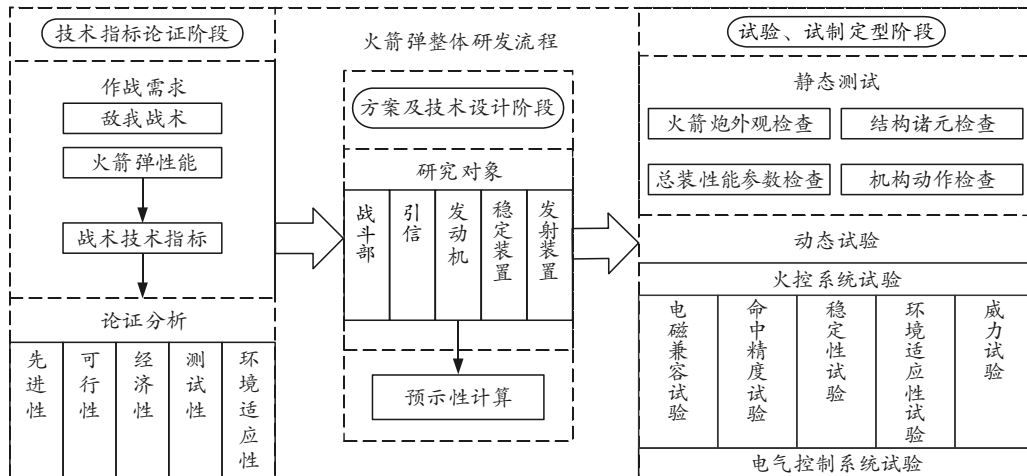 火箭弹整体研发流程
技术指标论证阶段
作战需求
敌我战术
火箭弹性能
战术技术指标
论证分析
先进性
可行性
经济性
测试性
环境适应性
方案及技术设计阶段
研究对象
战斗部
引信
发动机
稳定装置
发射装置
预示性计算
试验、试制定型阶段
静态测试
火箭炮外观检查
结构诸元检查
总装性能参数检查
机构动作检查
动态试验
火控系统试验
电磁兼容试验
命中精度试验
稳定性试验
环境适应性试验
威力试验
电气控制系统试验